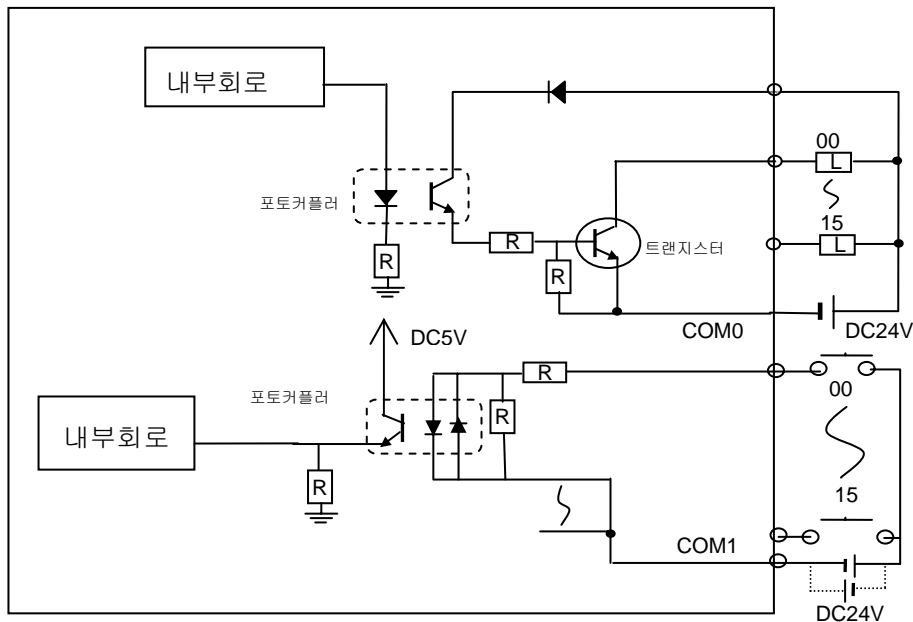 내부회로
포토커플러
R
R
R
트랜지스터
00
L
15
L
COM0
DC24V
DC5V
포토커플러
내부회로
R
R
R
00
15
COM1
DC24V